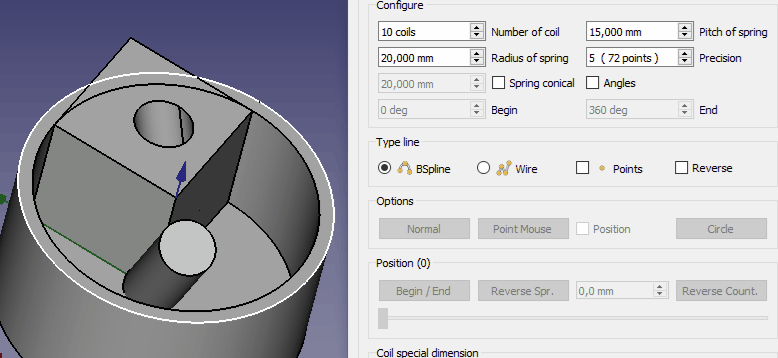 Configure
10 coils Number of coil 15,000 mm Pitch of spring
20,000 mm Radius of spring 5 ( 72 points ) Precision
20,000 mm Spring conical Angles
0 deg Begin 360 deg End
Type line
BSpline Wire Points Reverse
Options
Normal Point Mouse Position Circle
Position (0)
Begin / End Reverse Spr. 0,0 mm Reverse Count.
Coil special dimension